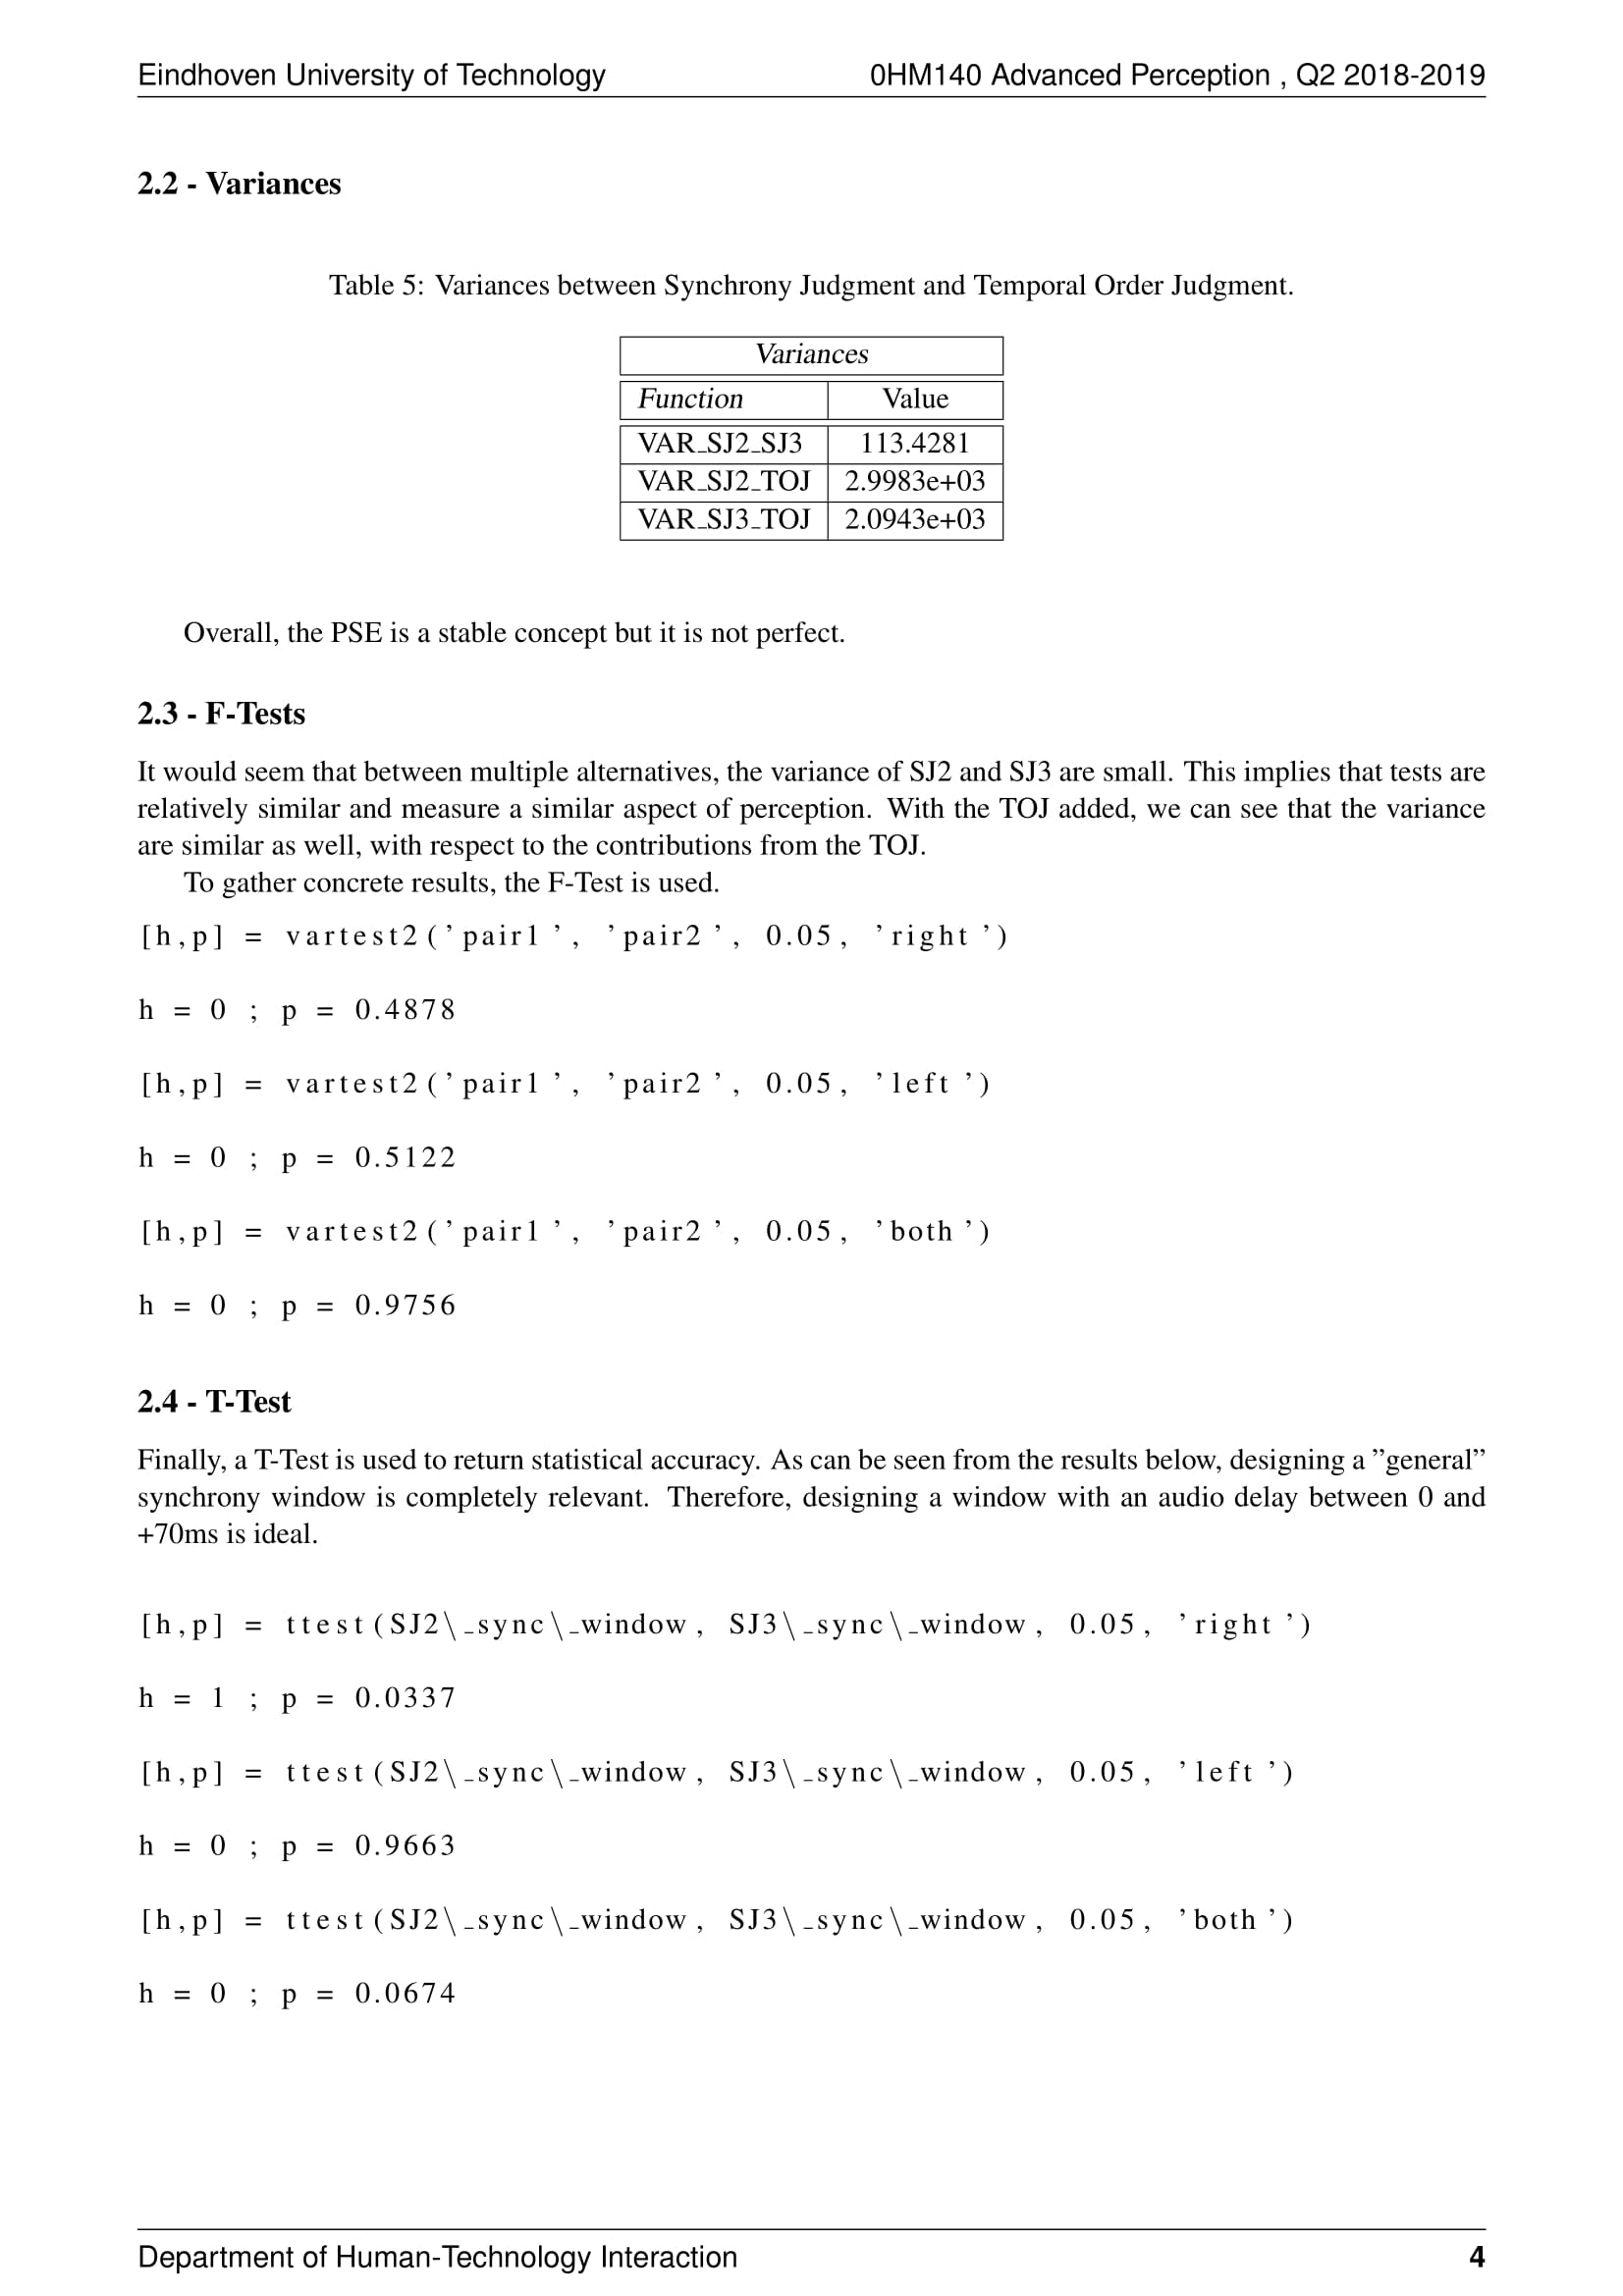 Eindhoven University of Technology 0HM140 Advanced Perception , Q2 2018-2019
2.2 - Variances
Table 5: Variances between Synchrony Judgment and Temporal Order Judgment.
Variances
Function Value
VAR_SJ2_SJ3 113.4281
VAR_SJ2_TOJ 2.9983e+03
VAR_SJ3_TOJ 2.0943e+03
Overall, the PSE is a stable concept but it is not perfect.
2.3 - F-Tests
It would seem that between multiple alternatives, the variance of SJ2 and SJ3 are small. This implies that tests are
relatively similar and measure a similar aspect of perception. With the TOJ added, we can see that the variance
are similar as well, with respect to the contributions from the TOJ.
To gather concrete results, the F-Test is used.
[h,p] = vartest2(’pair1’, ’pair2’, 0.05, ’right’)
h = 0 ; p = 0.4878
[h,p] = vartest2(’pair1’, ’pair2’, 0.05, ’left’)
h = 0 ; p = 0.5122
[h,p] = vartest2(’pair1’, ’pair2’, 0.05, ’both’)
h = 0 ; p = 0.9756
2.4 - T-Test
Finally, a T-Test is used to return statistical accuracy. As can be seen from the results below, designing a ”general”
synchrony window is completely relevant. Therefore, designing a window with an audio delay between 0 and
+70ms is ideal.
[h,p] = ttest(SJ2\_sync\_window, SJ3\_sync\_window, 0.05, ’right’)
h = 1 ; p = 0.0337
[h,p] = ttest(SJ2\_sync\_window, SJ3\_sync\_window, 0.05, ’left’)
h = 0 ; p = 0.9663
[h,p] = ttest(SJ2\_sync\_window, SJ3\_sync\_window, 0.05, ’both’)
h = 0 ; p = 0.0674
Department of Human-Technology Interaction 4